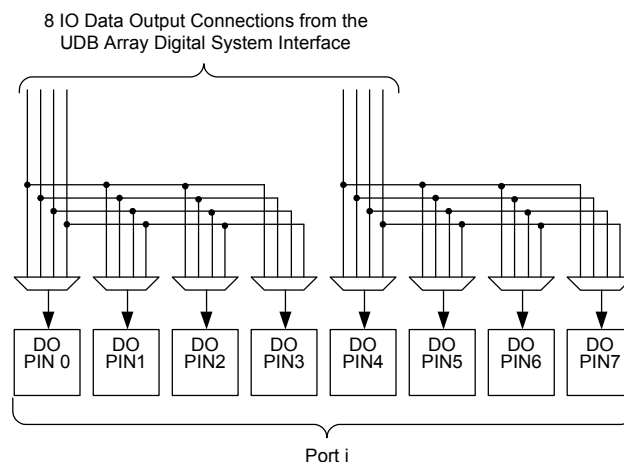 8 IO Data Output Connections from the
UDB Array Digital System Interface
DO
PIN 0
DO
PIN1
DO
PIN2
DO
PIN3
DO
PIN4
DO
PIN5
DO
PIN6
DO
PIN7
Port i